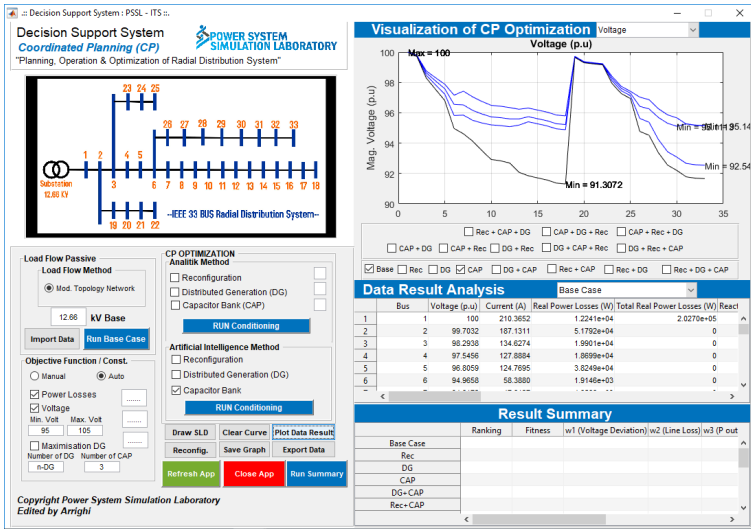 .:: Decision Support System : PSSL - ITS ::.
Decision Support System
Coordinated Planning (CP)
POWER SYSTEM
SIMULATION LABORATORY
"Planning, Operation & Optimization of Radial Distribution System"
23 24 25
26 27 28 29 30 31 32 33
1 2 4 5
3 6 7 8 9 10 11 12 13 14 15 16 17 18
Substation
12.66 KV
19 20 21 22
--IEEE 33 BUS Radial Distribution System--
Load Flow Passive
Load Flow Method
Mod. Topology Network
12.66 kV Base
Import Data Run Base Case
Objective Function / Const.
Manual Auto
Power Losses
Voltage
Min. Volt Max. Volt
95 105
Maximisation DG
Number of DG Number of CAP
n-DG 3
........
.......
......
CP OPTIMIZATION
Analitik Method
Reconfiguration
Distributed Generation (DG)
Capacitor Bank (CAP)
RUN Conditioning
Artificial Intelligence Method
Reconfiguration
Distributed Generation (DG)
Capacitor Bank
RUN Conditioning
Draw SLD Clear Curve Plot Data Result
Reconfig. Save Graph Export Data
Refresh App Close App Run Summary
Copyright Power System Simulation Laboratory
Edited by Arrighi
Visualization of CP Optimization Voltage
Voltage (p.u)
Mag. Voltage (p.u)
100
98
96
94
92
90
0 5 10 15 20 25 30 35
Max = 100
Min = 92.54
Min = 91.3072
Rec + CAP + DG CAP + DG + Rec CAP + Rec + DG
CAP + DG CAP + Rec DG + Rec DG + CAP + Rec DG + Rec + CAP
Base Rec DG CAP DG + CAP Rec + CAP Rec + DG Rec + DG + CAP
Data Result Analysis Base Case
Bus Voltage (p.u) Current (A) Real Power Losses (W) Total Real Power Losses (W) React
1 1 100 210.3652 1.2241e+04 2.0270e+05
2 2 99.7032 187.1311 5.1792e+04 0
3 3 98.2938 134.6274 1.9901e+04 0
4 4 97.5456 127.8884 1.8699e+04 0
5 5 96.8059 124.7695 3.8249e+04 0
6 6 94.9658 58.3880 1.9146e+03 0
Result Summary
Ranking Fitness w1 (Voltage Deviation) w2 (Line Loss) w3 (P out
Base Case
Rec
DG
CAP
DG+CAP
Rec+CAP